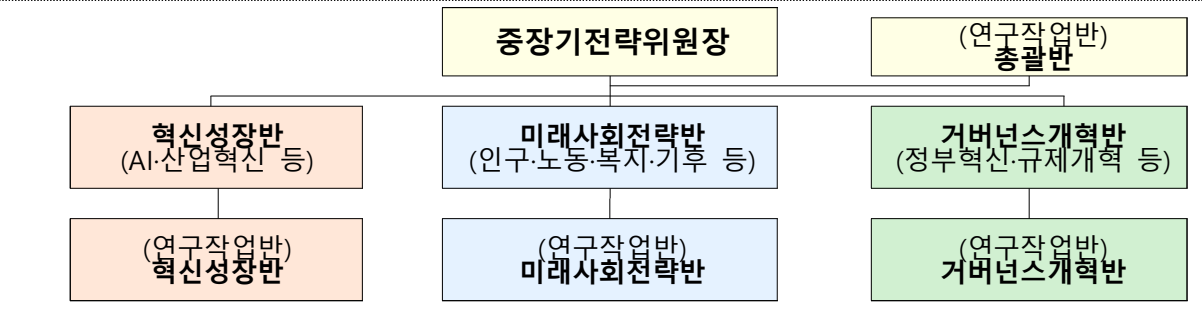 중장기전략위원장
(연구작업반)
총괄반
혁신성장반
(AI·산업혁신 등)
미래사회전략반
(인구·노동·복지·기후 등)
거버넌스개혁반
(정부혁신·규제개혁 등)
(연구작업반)
혁신성장반
(연구작업반)
미래사회전략반
(연구작업반)
거버넌스개혁반